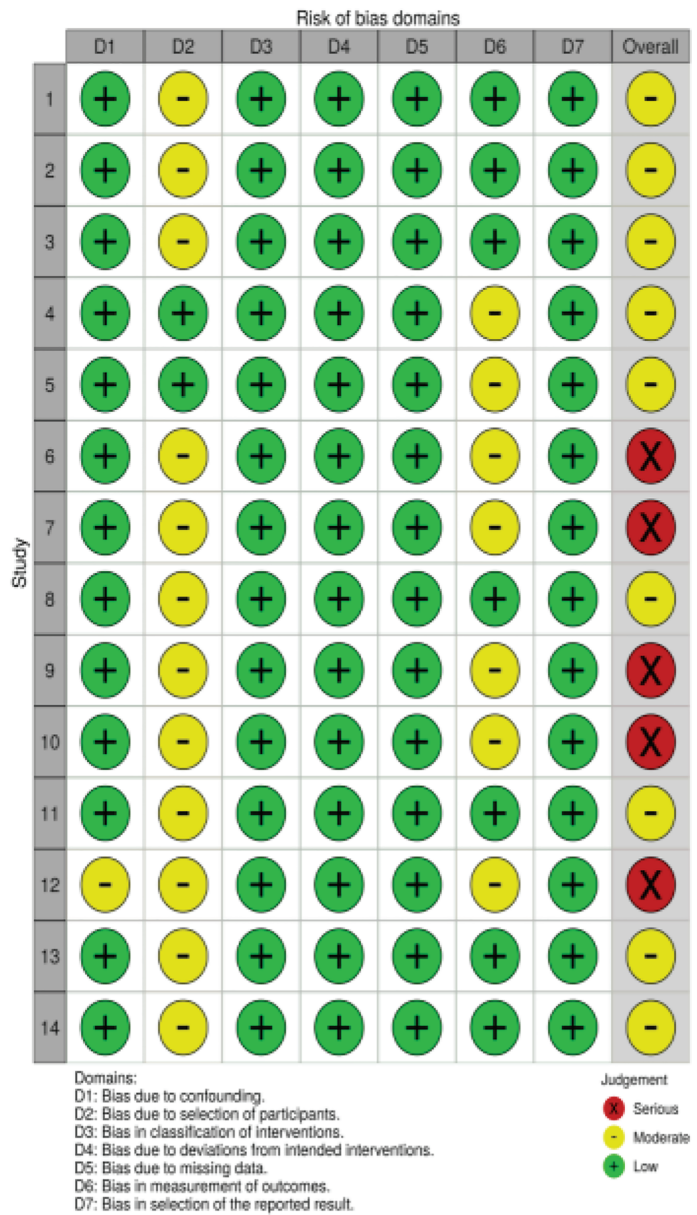 Risk of bias domains
D1 D2 D3 D4 D5 D6 D7 Overall
1 + - + + + + + -
2 + - + + + + + -
3 + - + + + + + -
4 + + + + + - + -
5 + + + + + - + -
6 + - + + + - + X
7 + - + + + - + X
8 + - + + + + + -
9 + - + + + - + X
10 + - + + + - + X
11 + - + + + + + -
12 - - + + + - + X
13 + - + + + + + -
14 + - + + + + + -
Study
Domains:
D1: Bias due to confounding.
D2: Bias due to selection of participants.
D3: Bias in classification of interventions.
D4: Bias due to deviations from intended interventions.
D5: Bias due to missing data.
D6: Bias in measurement of outcomes.
D7: Bias in selection of the reported result.
Judgement
X Serious
- Moderate
+ Low